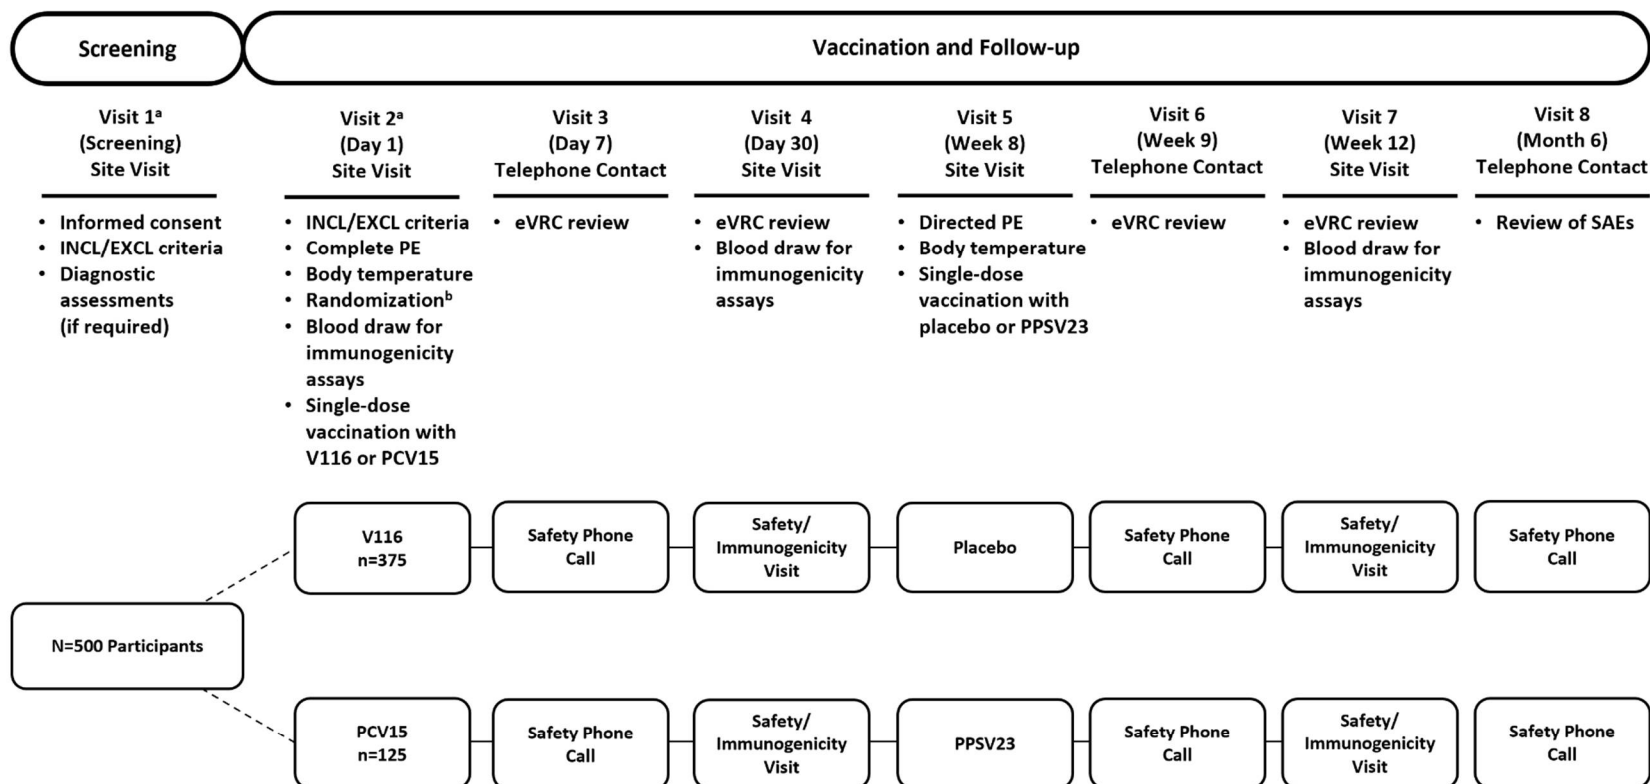 Screening
Vaccination and Follow-up
Visit 1ᵃ
(Screening)
Site Visit
• Informed consent
• INCL/EXCL criteria
• Diagnostic
assessments
(if required)
Visit 2ᵃ
(Day 1)
Site Visit
• INCL/EXCL criteria
• Complete PE
• Body temperature
• Randomizationᵇ
• Blood draw for
immunogenicity
assays
• Single-dose
vaccination with
V116 or PCV15
Visit 3
(Day 7)
Telephone Contact
• eVRC review
Visit 4
(Day 30)
Site Visit
• eVRC review
• Blood draw for
immunogenicity
assays
Visit 5
(Week 8)
Site Visit
• Directed PE
• Body temperature
• Single-dose
vaccination with
placebo or PPSV23
Visit 6
(Week 9)
Telephone Contact
• eVRC review
Visit 7
(Week 12)
Site Visit
• eVRC review
• Blood draw for
immunogenicity
assays
Visit 8
(Month 6)
Telephone Contact
• Review of SAEs
N=500 Participants
V116
n=375
Safety Phone
Call
Safety/
Immunogenicity
Visit
Placebo
Safety Phone
Call
Safety/
Immunogenicity
Visit
Safety Phone
Call
PCV15
n=125
Safety Phone
Call
Safety/
Immunogenicity
Visit
PPSV23
Safety Phone
Call
Safety/
Immunogenicity
Visit
Safety Phone
Call